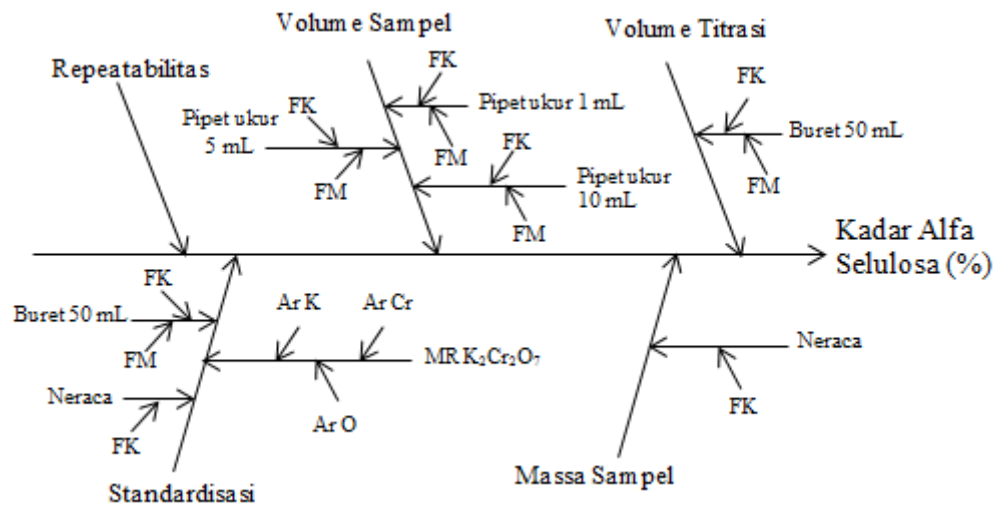 Volume Sampel
Volume Titrasi
Repeatabilitas
FK
FK
FK
Pipet ukur 1 mL
Pipet ukur
5 mL
Buret 50 mL
FM
FK
FM
FM
Pipet ukur
10 mL
FM
Kadar Alfa
Selulosa (%)
FK
Ar K
Ar Cr
Buret 50 mL
FM
MR K₂Cr₂O₇
Neraca
Neraca
FK
Ar O
FK
Massa Sampel
Standardisasi